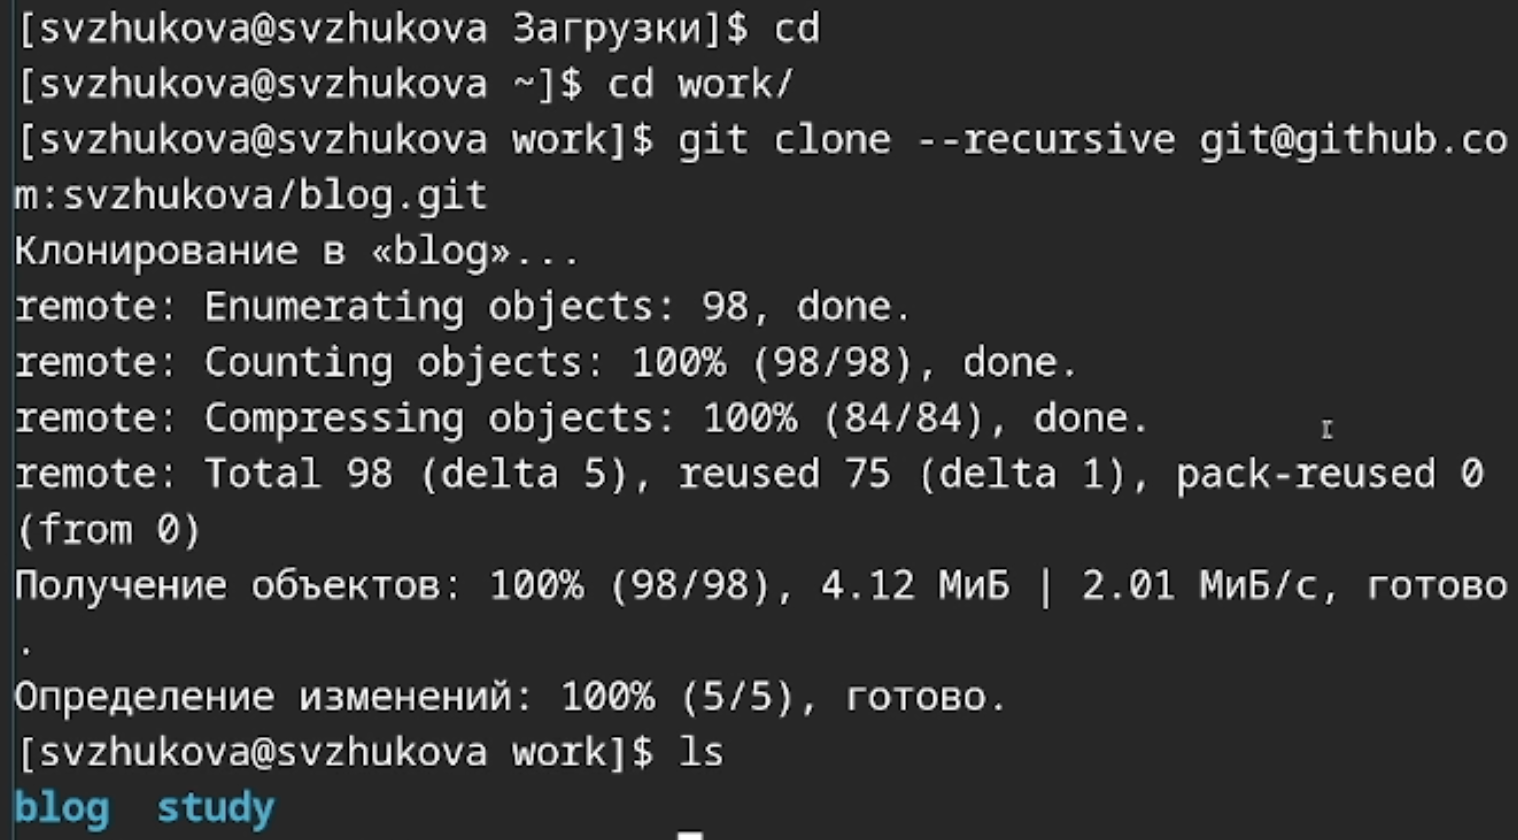 [svzhukova@svzhukova Загрузки]$ cd
[svzhukova@svzhukova ~]$ cd work/
[svzhukova@svzhukova work]$ git clone --recursive git@github.co
m:svzhukova/blog.git
Клонирование в «blog»...
remote: Enumerating objects: 98, done.
remote: Counting objects: 100% (98/98), done.
remote: Compressing objects: 100% (84/84), done.
remote: Total 98 (delta 5), reused 75 (delta 1), pack-reused 0
(from 0)
Получение объектов: 100% (98/98), 4.12 МиБ | 2.01 МиБ/с, готово
.
Определение изменений: 100% (5/5), готово.
[svzhukova@svzhukova work]$ ls
blog  study